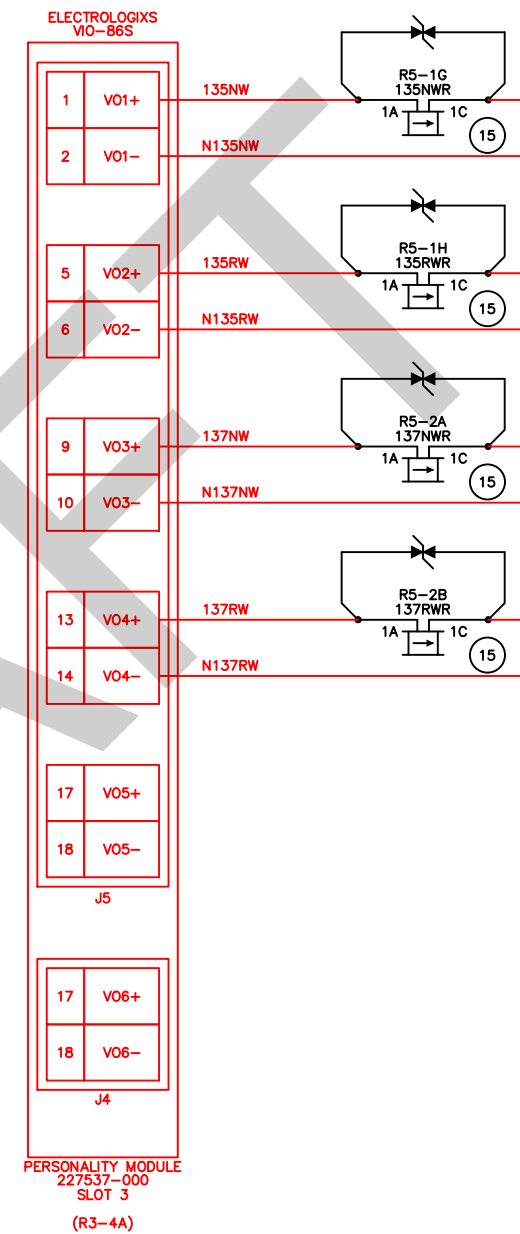 ELECTROLOGIXS
VIO-86S
1 VO1+
2 VO1-
135NW
N135NW
R5-1G
135NWR
1A 1C
15
5 VO2+
6 VO2-
135RW
N135RW
R5-1H
135RWR
1A 1C
15
9 VO3+
10 VO3-
137NW
N137NW
R5-2A
137NWR
1A 1C
15
13 VO4+
14 VO4-
137RW
N137RW
R5-2B
137RWR
1A 1C
15
17 VO5+
18 VO5-
J5
17 VO6+
18 VO6-
J4
PERSONALITY MODULE
227537-000
SLOT 3
(R3-4A)